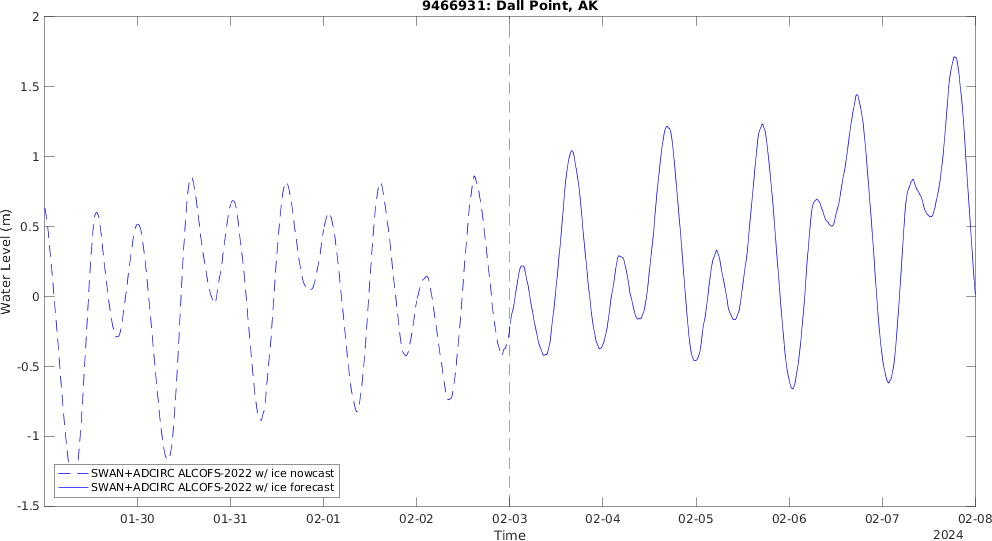 9466931: Dall Point, AK
2
1.5
1
0.5
0
-0.5
-1
-1.5
Water Level (m)
SWAN+ADCIRC ALCOFS-2022 w/ ice nowcast
SWAN+ADCIRC ALCOFS-2022 w/ ice forecast
01-30 01-31 02-01 02-02 02-03 02-04 02-05 02-06 02-07 02-08
Time
2024